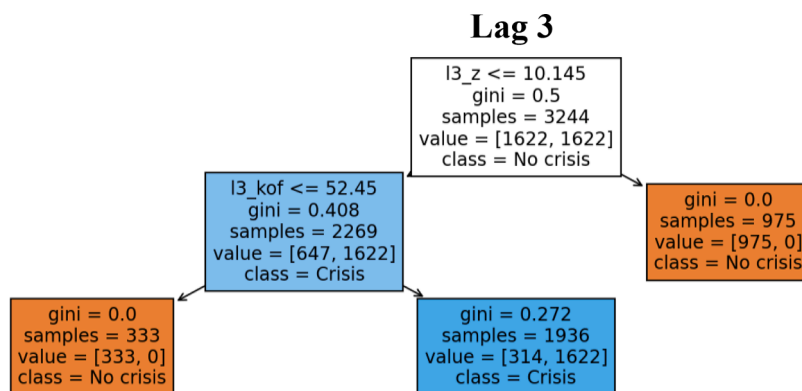 Lag 3
l3_z <= 10.145
gini = 0.5
samples = 3244
value = [1622, 1622]
class = No crisis
l3_kof <= 52.45
gini = 0.408
samples = 2269
value = [647, 1622]
class = Crisis
gini = 0.0
samples = 975
value = [975, 0]
class = No crisis
gini = 0.0
samples = 333
value = [333, 0]
class = No crisis
gini = 0.272
samples = 1936
value = [314, 1622]
class = Crisis